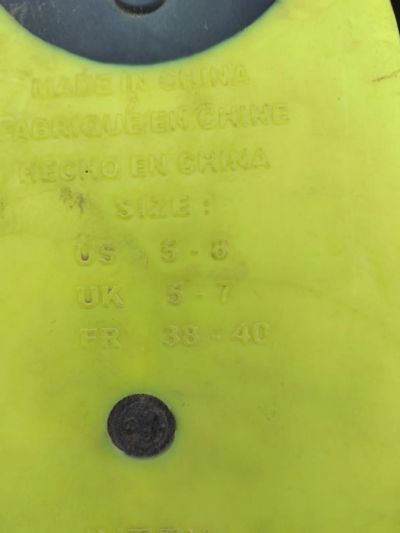 MADE IN CHINA
FABRIQUE EN CHINE
HECHO EN CHINA
SIZE :
US 5 - 8
UK 5 - 7
FR 38 - 40